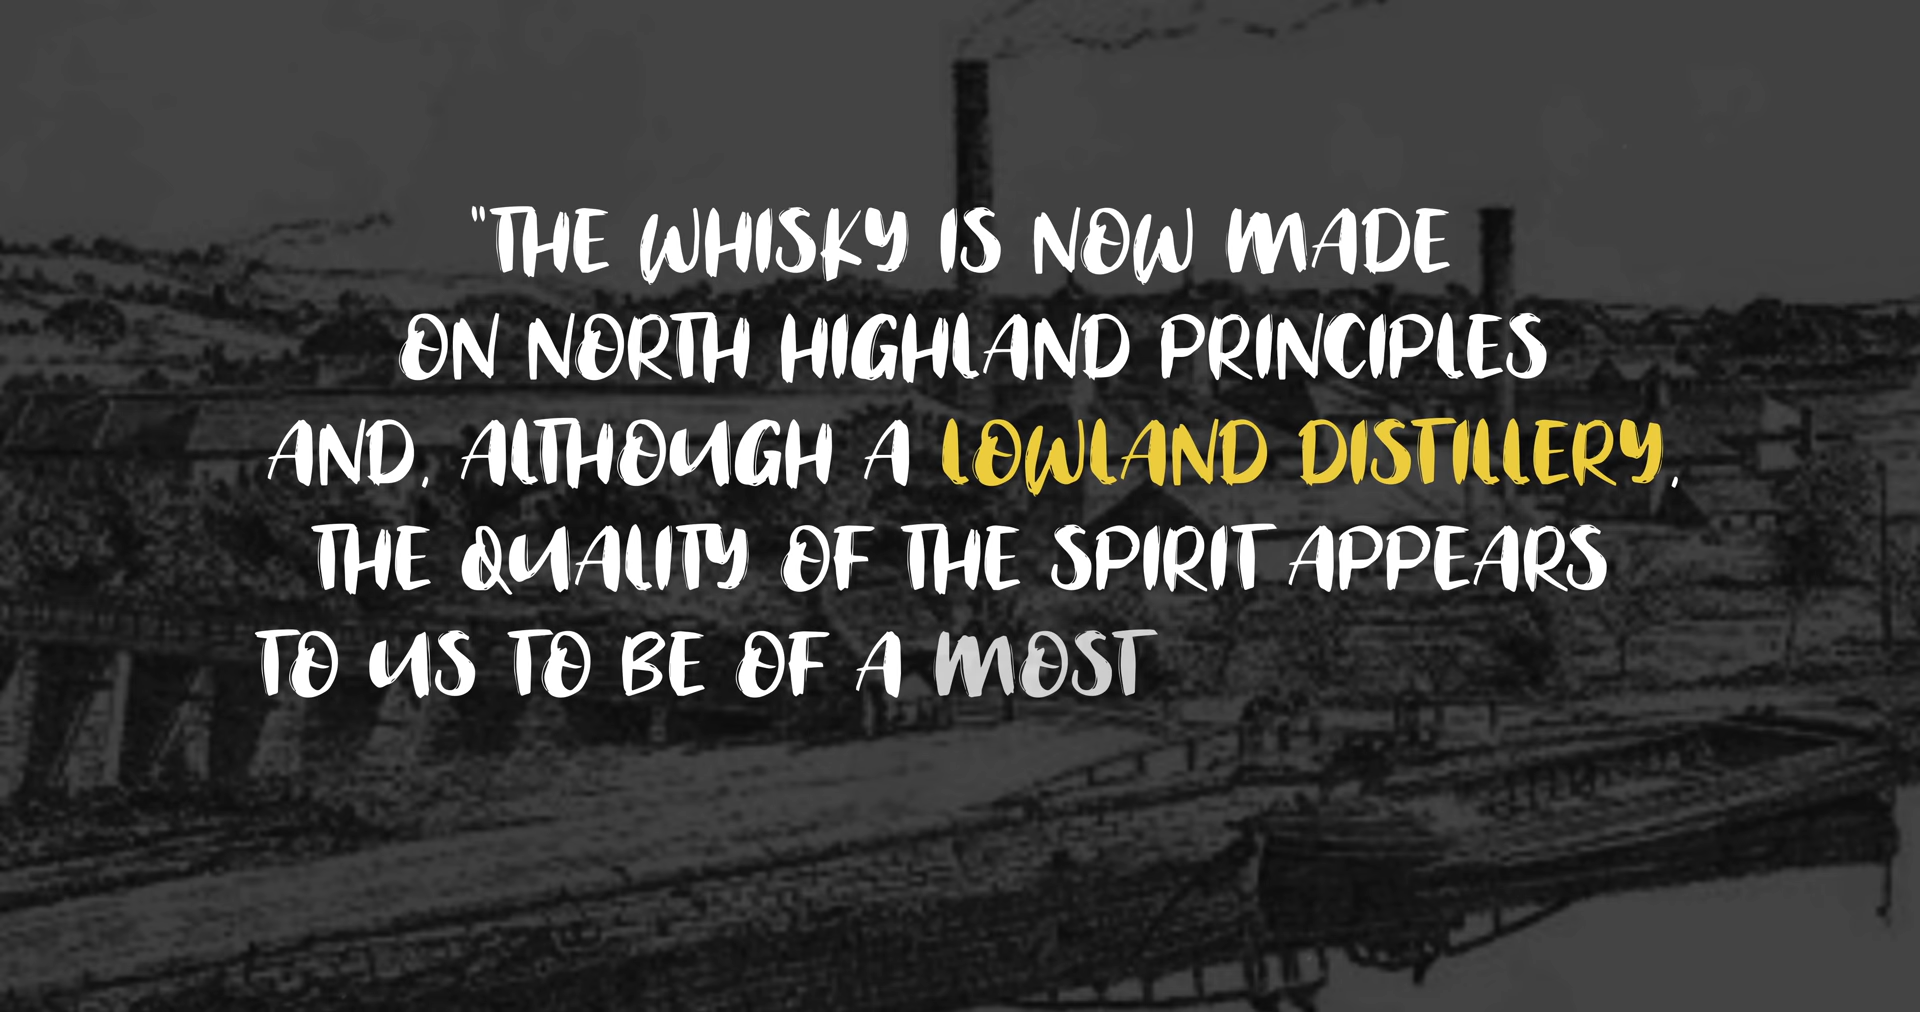 "THE WHISKY IS NOW MADE
ON NORTH HIGHLAND PRINCIPLES
AND, ALTHOUGH A LOWLAND DISTILLERY,
THE QUALITY OF THE SPIRIT APPEARS
TO US TO BE OF A MOST